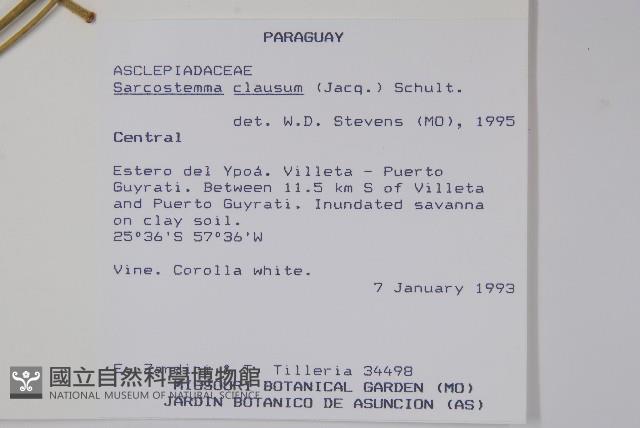 PARAGUAY
ASCLEPIADACEAE
Sarcostemma clausum (Jacq.) Schult.
det. W.D. Stevens (MO), 1995
Central
Estero del Ypoá. Villeta - Puerto
Guyrati. Between 11.5 km S of Villeta
and Puerto Guyrati. Inundated savanna
on clay soil.
25°36'S 57°36'W
Vine. Corolla white.
7 January 1993
Tilleria 34498
國立自然科學博物館
MISSOURI BOTANICAL GARDEN (MO)
NATIONAL MUSEUM OF NATURAL SCIENCE
JARDIN BOTANICO DE ASUNCION (AS)